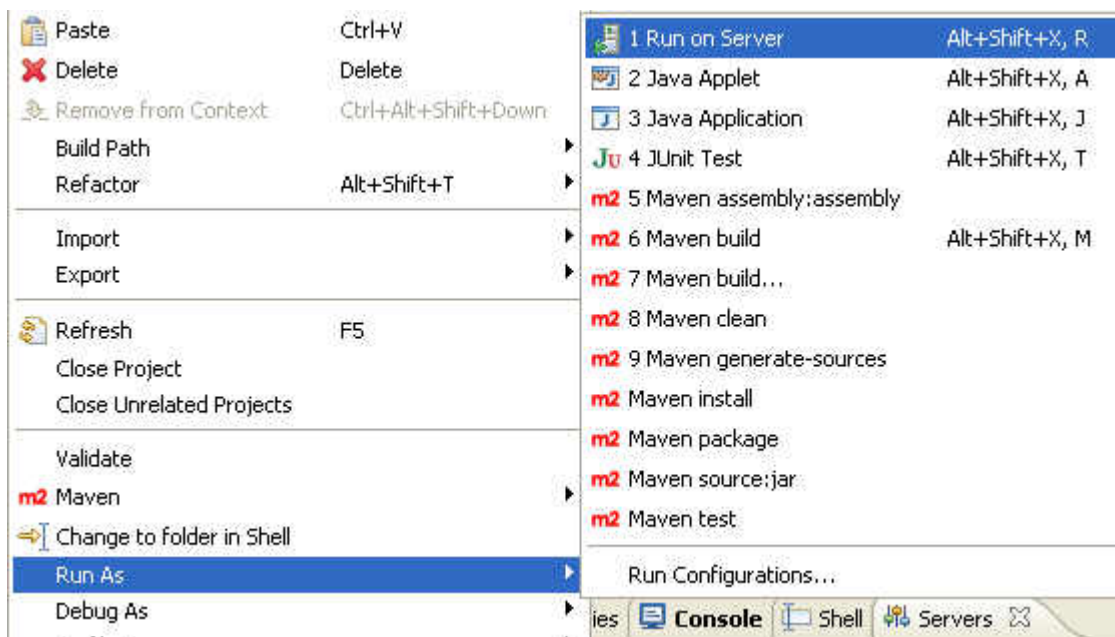 Paste Ctrl+V
Delete Delete
Remove from Context Ctrl+Alt+Shift+Down
Build Path
Refactor Alt+Shift+T
Import
Export
Refresh F5
Close Project
Close Unrelated Projects
Validate
m2 Maven
Change to folder in Shell
Run As
Debug As
1 Run on Server Alt+Shift+X, R
2 Java Applet Alt+Shift+X, A
3 Java Application Alt+Shift+X, J
Ju 4 JUnit Test Alt+Shift+X, T
m2 5 Maven assembly:assembly
m2 6 Maven build Alt+Shift+X, M
m2 7 Maven build...
m2 8 Maven clean
m2 9 Maven generate-sources
m2 Maven install
m2 Maven package
m2 Maven source:jar
m2 Maven test
Run Configurations...
ies Console Shell Servers